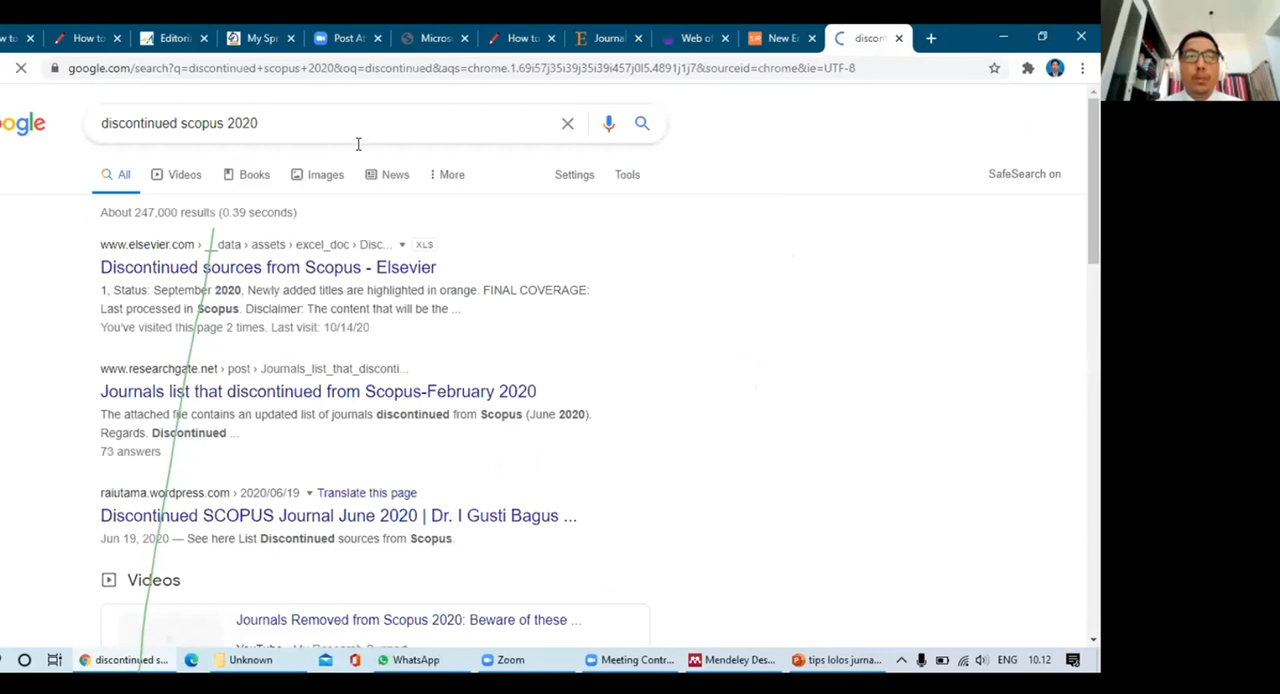 w to
How to
Editoria
My Sp
Post At
Micros
How to
Journal
Web of
New E
discon
google.com/search?q=discontinued+scopus+2020&oq=discontinued&aqs=chrome.1.69i57j35i39j35i39i457j0l5.4891j1j7&sourceid=chrome&ie=UTF-8
ogle
discontinued scopus 2020
All Videos Books Images News More Settings Tools SafeSearch on
About 247,000 results (0.39 seconds)
www.elsevier.com › __data › assets › excel_doc › Disc... XLS
Discontinued sources from Scopus - Elsevier
1, Status: September 2020, Newly added titles are highlighted in orange. FINAL COVERAGE:
Last processed in Scopus. Disclaimer: The content that will be the ...
You've visited this page 2 times. Last visit: 10/14/20
www.researchgate.net › post › Journals_list_that_disconti...
Journals list that discontinued from Scopus-February 2020
The attached file contains an updated list of journals discontinued from Scopus (June 2020).
Regards. Discontinued ...
73 answers
raiutama.wordpress.com › 2020/06/19 Translate this page
Discontinued SCOPUS Journal June 2020 | Dr. I Gusti Bagus ...
Jun 19, 2020 — See here List Discontinued sources from Scopus.
Videos
Journals Removed from Scopus 2020: Beware of these ...
discontinued s...
Unknown
WhatsApp
Zoom
Meeting Contr...
Mendeley Des...
tips lolos jurna...
ENG
10.12